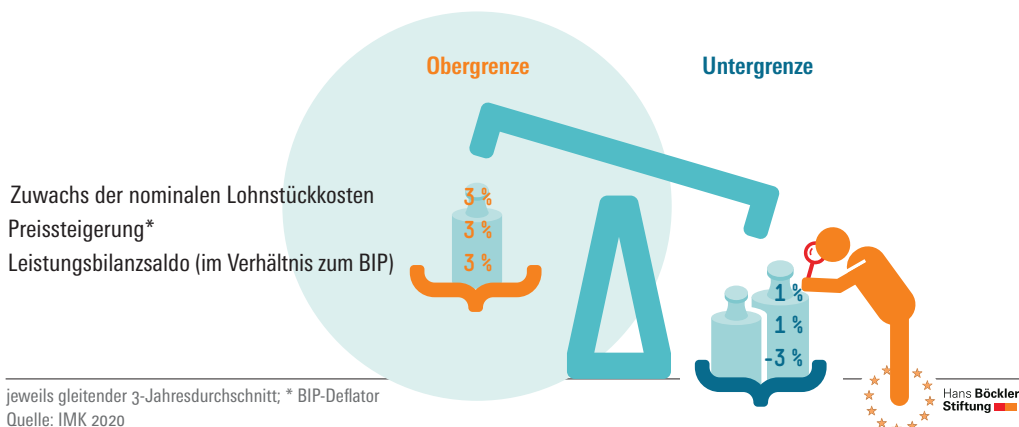 Obergrenze Untergrenze
Zuwachs der nominalen Lohnstückkosten 3 % 1 %
Preissteigerung* 3 % 1 %
Leistungsbilanzsaldo (im Verhältnis zum BIP) 3 % -3 %
jeweils gleitender 3-Jahresdurchschnitt; * BIP-Deflator
Quelle: IMK 2020
Hans Böckler
Stiftung